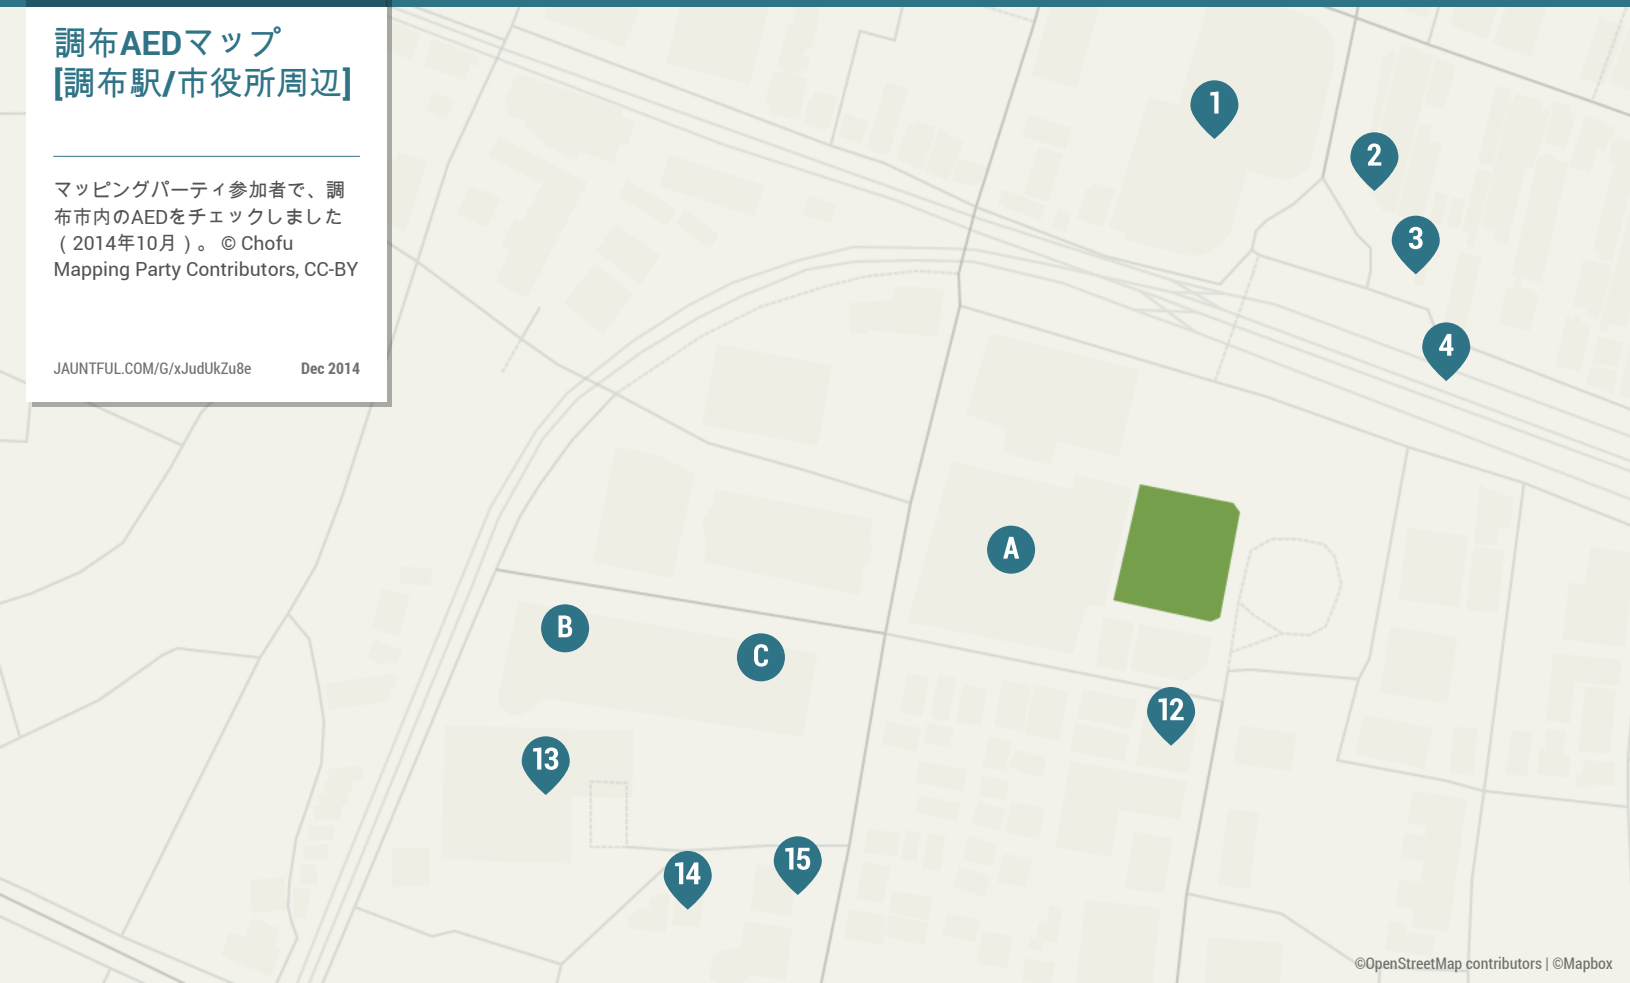 調布AEDマップ
[調布駅/市役所周辺]
マッピングパーティ参加者で、調
布市内のAEDをチェックしました
（2014年10月）。 © Chofu
Mapping Party Contributors, CC-BY
JAUNTFUL.COM/G/xJudUkZu8e Dec 2014
1
2
3
4
A
B
C
12
13
15
14
©OpenStreetMap contributors | ©Mapbox